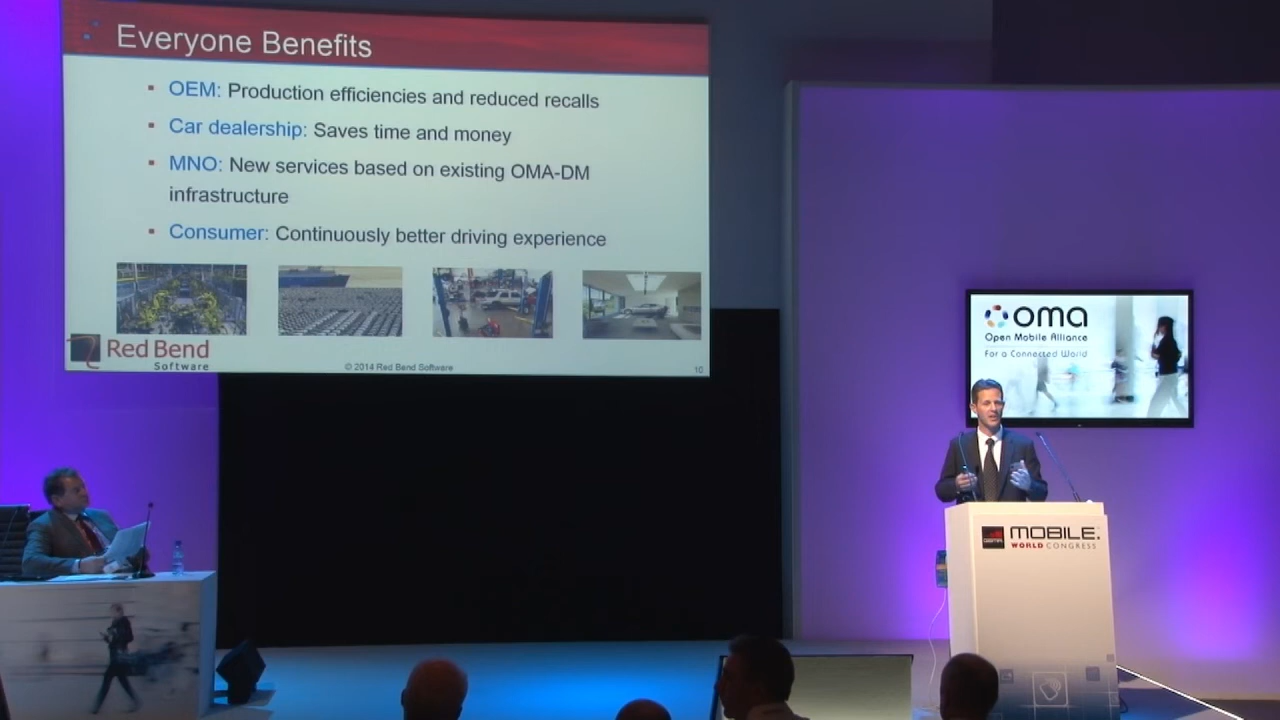 Everyone Benefits
▪ OEM: Production efficiencies and reduced recalls
▪ Car dealership: Saves time and money
▪ MNO: New services based on existing OMA-DM
infrastructure
▪ Consumer: Continuously better driving experience
Red Bend
Software
© 2014 Red Bend Software
10
oma
Open Mobile Alliance
For a Connected World
GSMA
MOBILE
WORLD CONGRESS